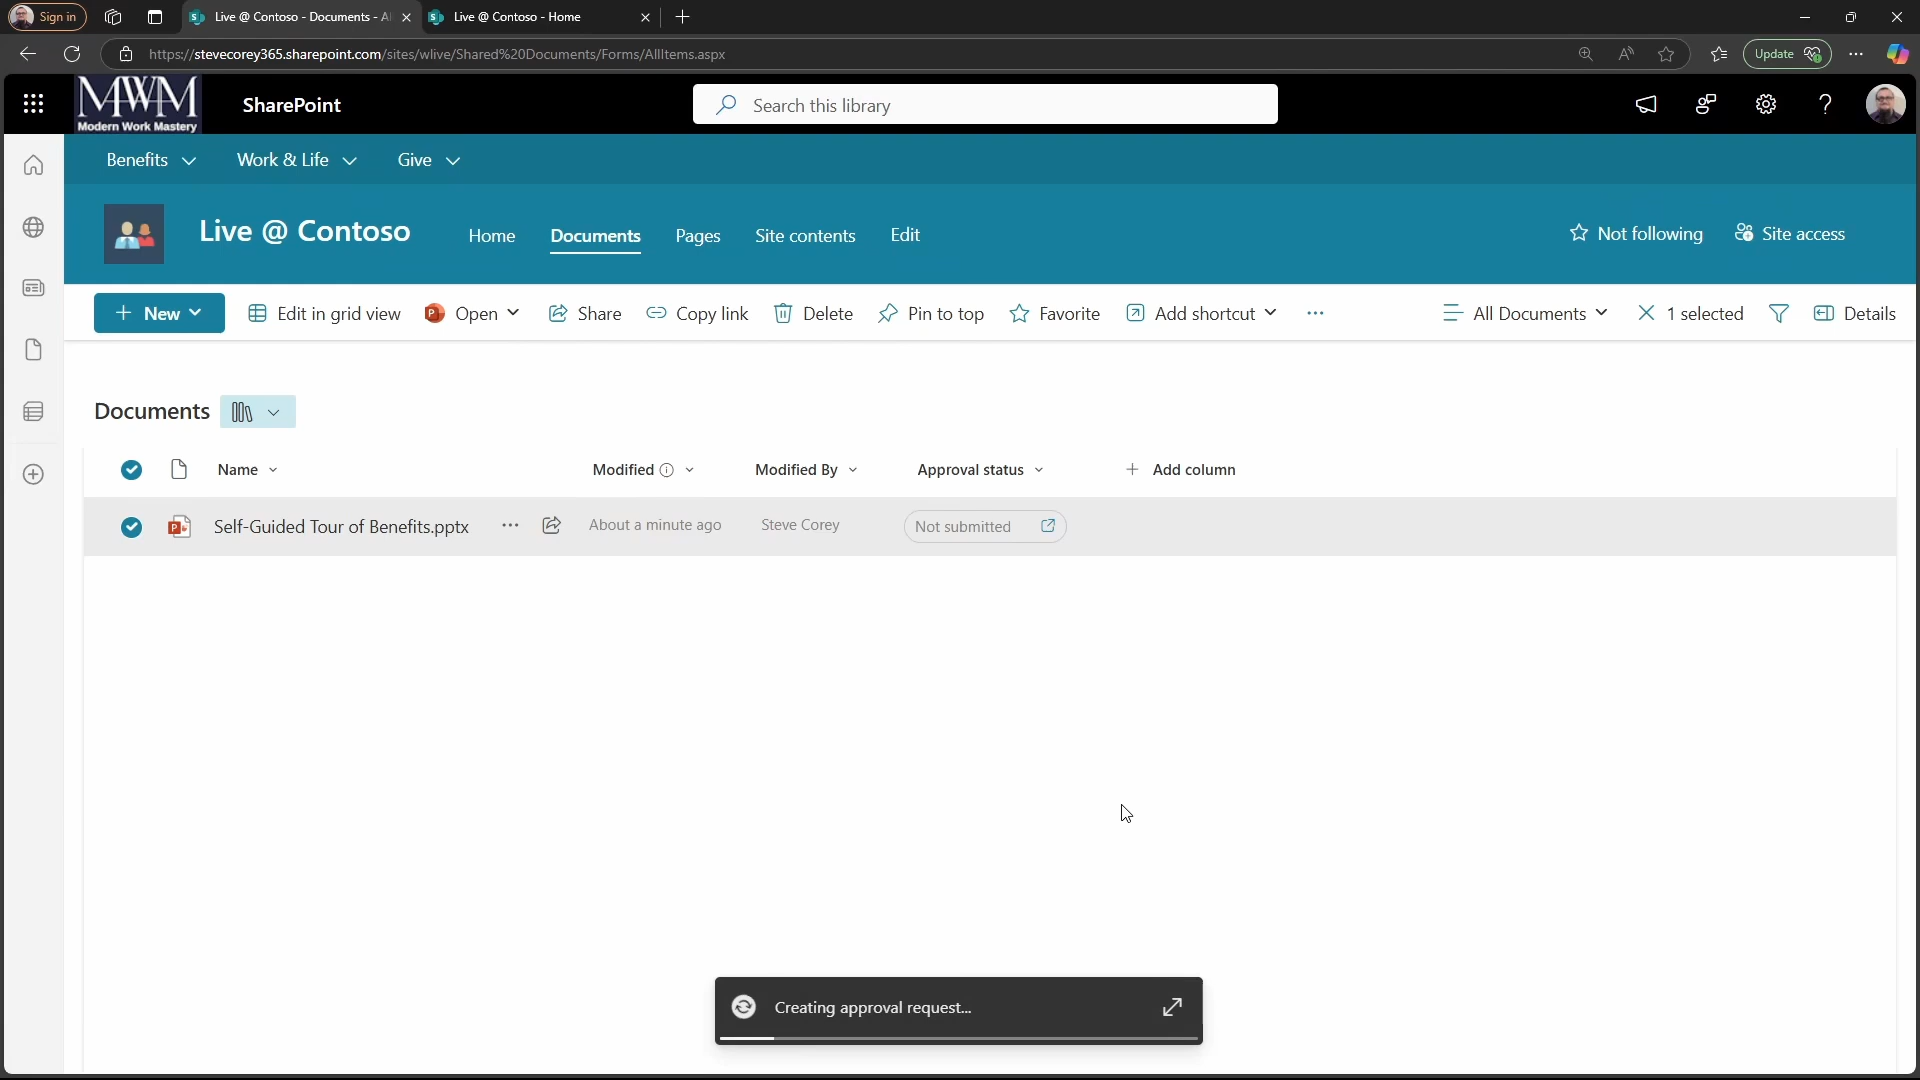 Sign in
Live @ Contoso - Documents - Al
Live @ Contoso - Home
https://stevecorey365.sharepoint.com/sites/wlive/Shared%20Documents/Forms/AllItems.aspx
Update
MWM
Modern Work Mastery
SharePoint
Search this library
Benefits
Work & Life
Give
Live @ Contoso
Home
Documents
Pages
Site contents
Edit
Not following
Site access
New
Edit in grid view
Open
Share
Copy link
Delete
Pin to top
Favorite
Add shortcut
All Documents
1 selected
Details
Documents
Name
Modified
Modified By
Approval status
Add column
Self-Guided Tour of Benefits.pptx
About a minute ago
Steve Corey
Not submitted
Creating approval request...